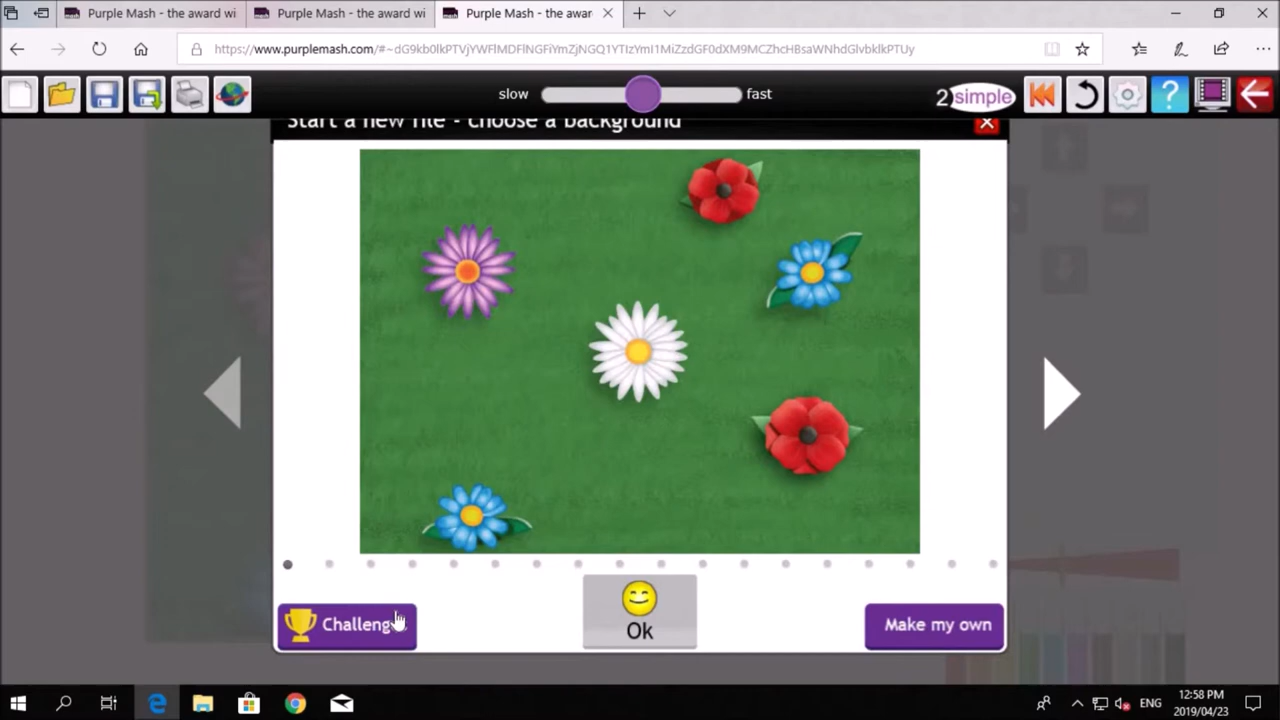 Purple Mash - the award wi
Purple Mash - the award wi
Purple Mash - the awar
https://www.purplemash.com/#~dG9kb0lkPTVjYWFlMDFlNGFiYmZjNGQ1YTIzYmI1MiZzdGF0dXM9MCZhcHBsaWNhdGlvbklkPTUy
slow
fast
2simple
?
Start a new file - choose a background
Challeng
Ok
Make my own
ENG
12:58 PM
2019/04/23